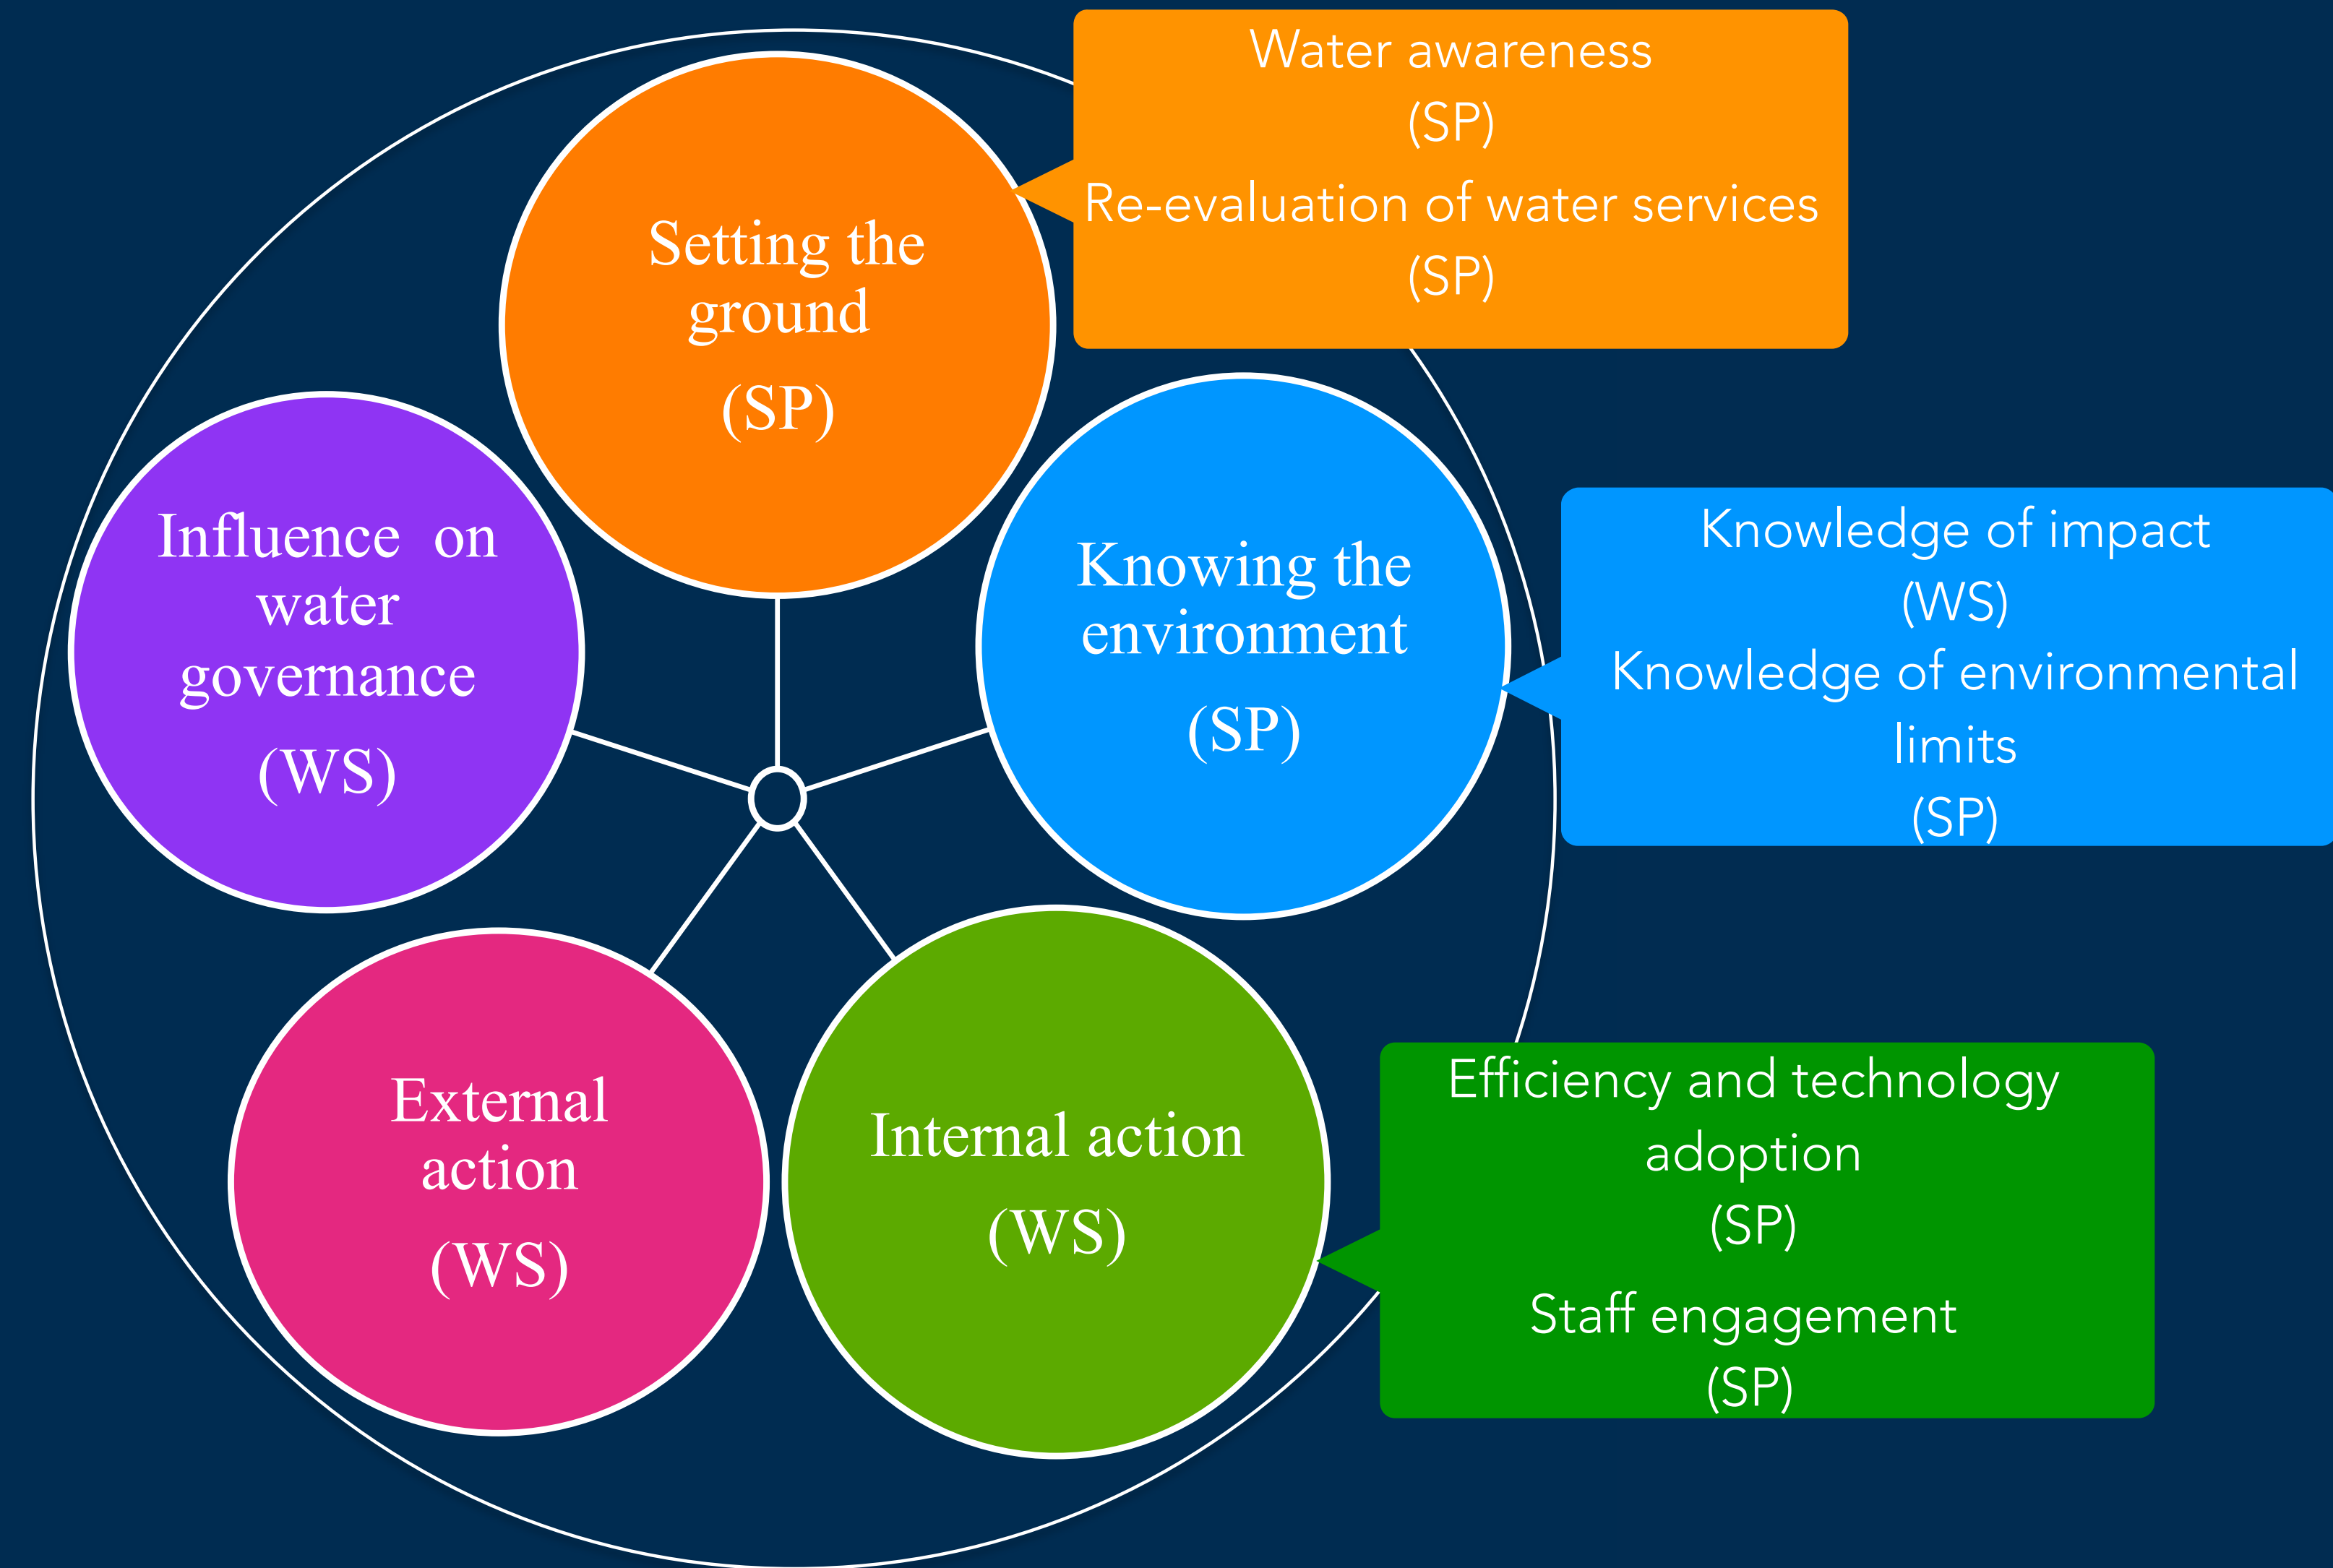 Water awareness
(SP)
Re-evaluation of water services
(SP)
Setting the
ground
(SP)
Influence on
water
governance
(WS)
Knowing the
environment
(SP)
Knowledge of impact
(WS)
Knowledge of environmental
limits
(SP)
External
action
(WS)
Internal action
(WS)
Efficiency and technology
adoption
(SP)
Staff engagement
(SP)